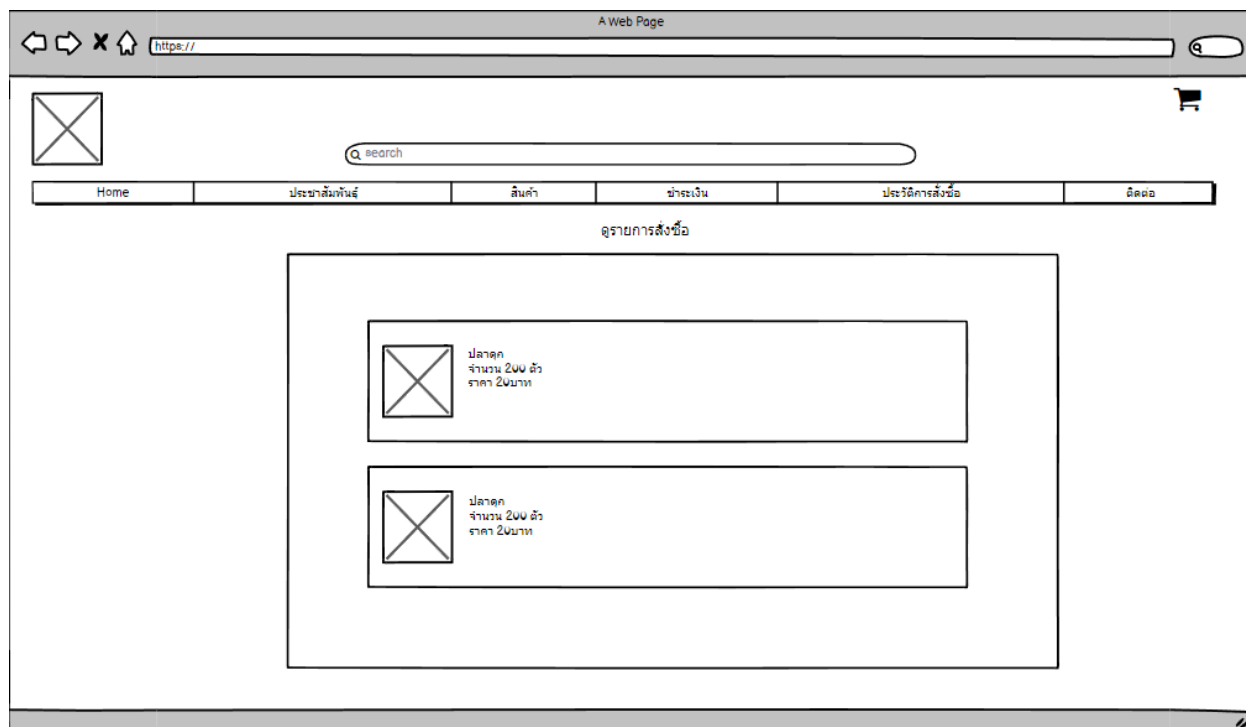 A Web Page
https://
search
Home ประชาสัมพันธ์ สินค้า ชำระเงิน ประวัติการสั่งซื้อ ติดต่อ
ดูรายการสั่งซื้อ
ปลาดุก
จำนวน 200 ตัว
ราคา 20บาท
ปลาดุก
จำนวน 200 ตัว
ราคา 20บาท